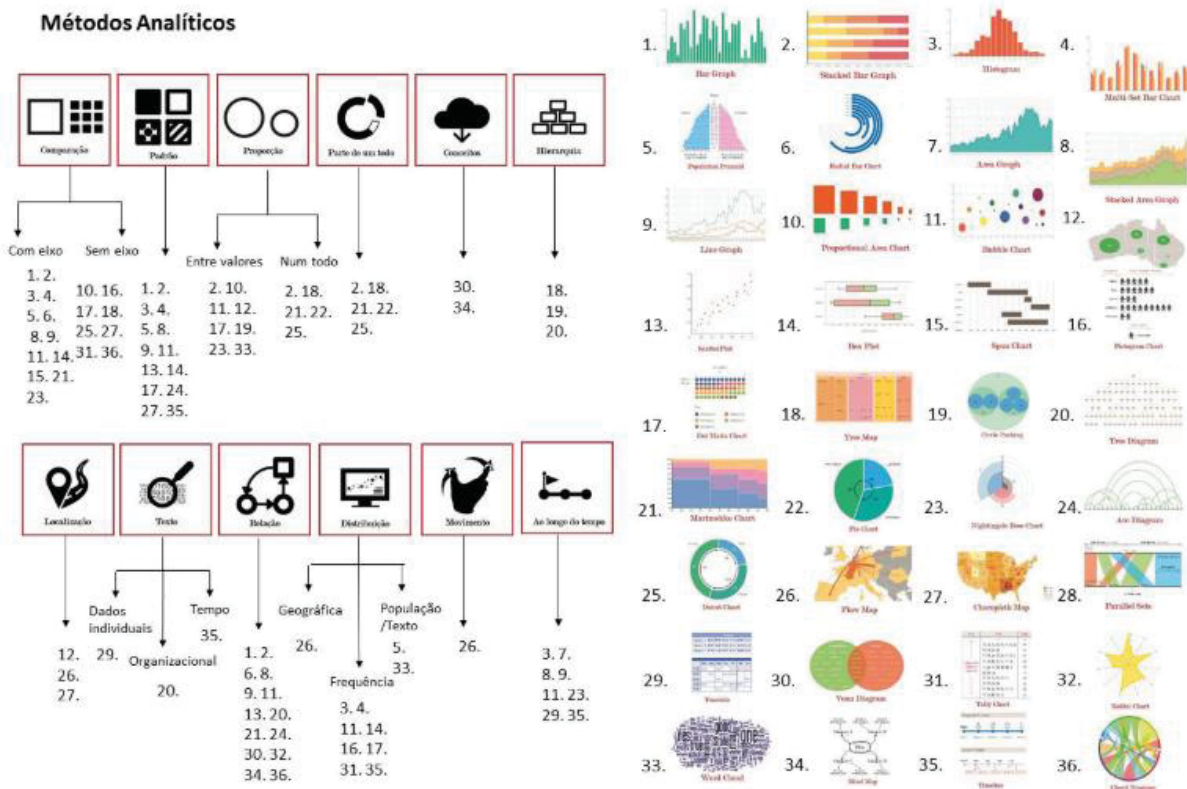 Métodos Analíticos
Comparação
Padrão
Proporção
Parte de um todo
Conceitos
Hierarquia
Com eixo
1. 2.
3. 4.
5. 6.
8. 9.
11. 14.
15. 21.
23.
Sem eixo
10. 16.
17. 18.
25. 27.
31. 36.
1. 2.
3. 4.
5. 8.
9. 11.
13. 14.
17. 24.
27. 35.
Entre valores
2. 10.
11. 12.
17. 19.
23. 33.
Num todo
2. 18.
21. 22.
25.
2. 18.
21. 22.
25.
30.
34.
18.
19.
20.
Localização
Texto
Relação
Distribuição
Movimento
Ao longo do tempo
12.
26.
27.
Dados
individuais
29.
Organizacional
20.
Tempo
35.
1. 2.
6. 8.
9. 11.
13. 20.
21. 24.
30. 32.
34. 36.
Geográfica
26.
Frequência
3. 4.
11. 14.
16. 17.
31. 35.
População
/Texto
5.
33.
26.
3. 7.
8. 9.
11. 23.
29. 35.
1. Bar Graph
2. Stacked Bar Graph
3. Histogram
4. Multi-Set Bar Chart
5. Population Pyramid
6. Radial Bar Chart
7. Area Graph
8. Stacked Area Graph
9. Line Graph
10. Proportional Area Chart
11. Bubble Chart
12.
13. Scatter Plot
14. Box Plot
15. Span Chart
16. Pictogram Chart
17. Dot Matrix Chart
18. Tree Map
19. Circle Packing
20. Tree Diagram
21. Marimekko Chart
22.
23. Nightingale Rose Chart
24. Arc Diagram
25. Donut Chart
26. Flow Map
27. Choropleth Map
28. Parallel Sets
29.
30. Venn Diagram
31. Tally Chart
32. Radar Chart
33. Word Cloud
34. Mind Map
35. Timeline
36. Chord Diagram